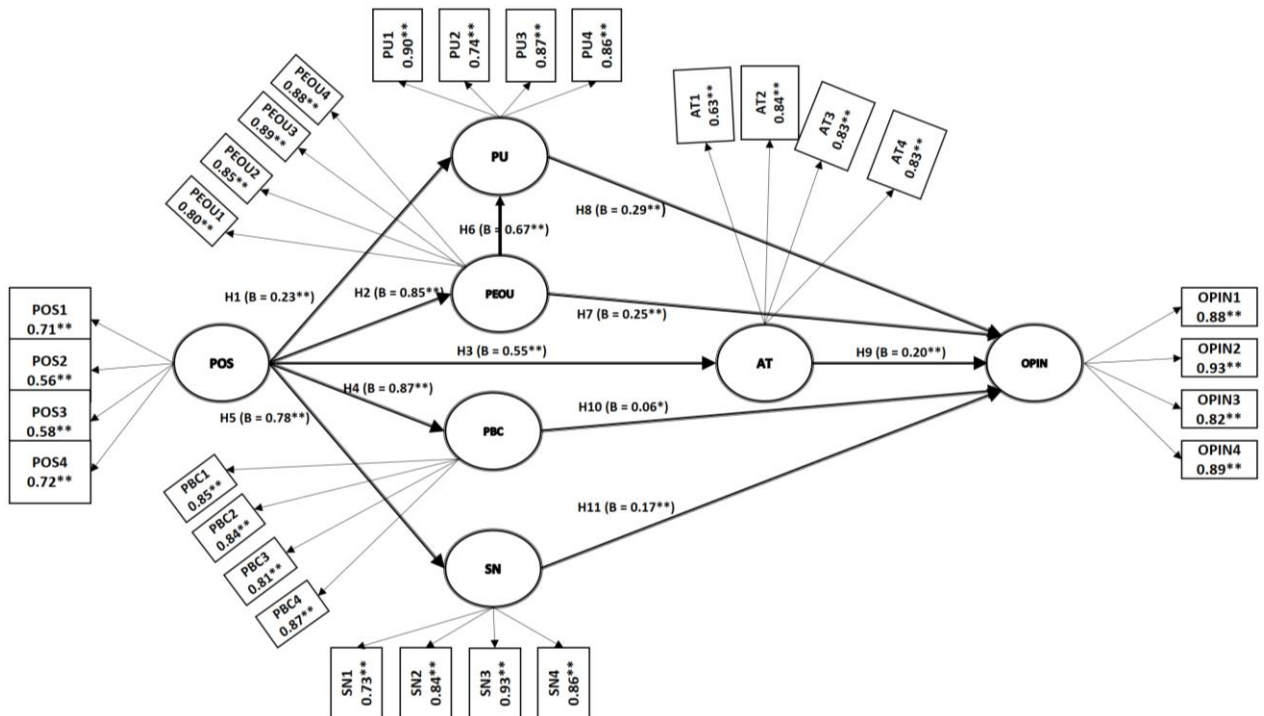 PU1
0.90**
PU2
0.74**
PU3
0.87**
PU4
0.86**
PEOU4
0.88**
PEOU3
0.89**
PEOU2
0.85**
PEOU1
0.80**
AT1
0.63**
AT2
0.84**
AT3
0.83**
AT4
0.83**
PU
H8 (B = 0.29**)
H6 (B = 0.67**)
H1 (B = 0.23**)
H2 (B = 0.85**)
PEOU
H7 (B = 0.25**)
POS1
0.71**
POS2
0.56**
POS3
0.58**
POS4
0.72**
POS
H3 (B = 0.55**)
AT
H9 (B = 0.20**)
OPIN
OPIN1
0.88**
OPIN2
0.93**
OPIN3
0.82**
OPIN4
0.89**
H4 (B = 0.87**)
H5 (B = 0.78**)
PBC
H10 (B = 0.06*)
PBC1
0.85**
PBC2
0.84**
PBC3
0.81**
PBC4
0.87**
H11 (B = 0.17**)
SN
SN1
0.73**
SN2
0.84**
SN3
0.93**
SN4
0.86**